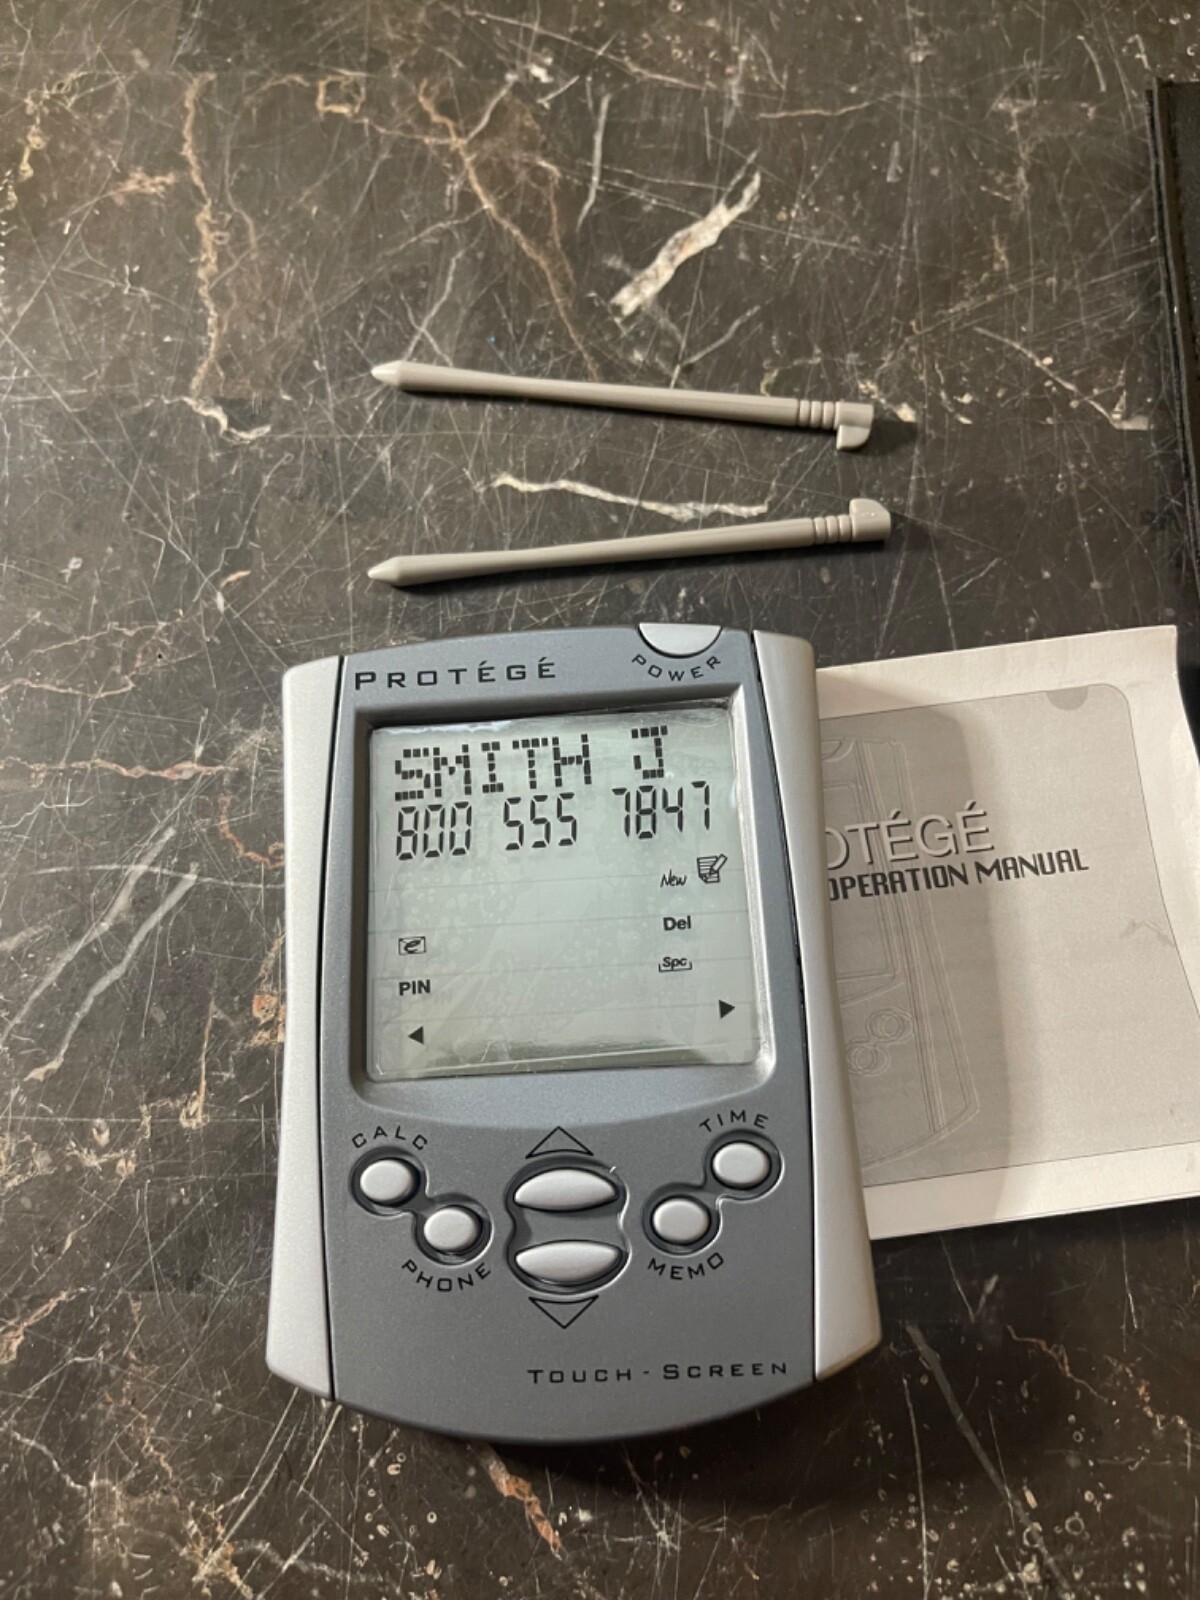 PROTÉGÉ
POWER
SMITH J
800 555 7847
New
Del
Spc
PIN
CALC
TIME
PHONE
MEMO
TOUCH-SCREEN
OTÉGÉ
OPERATION MANUAL